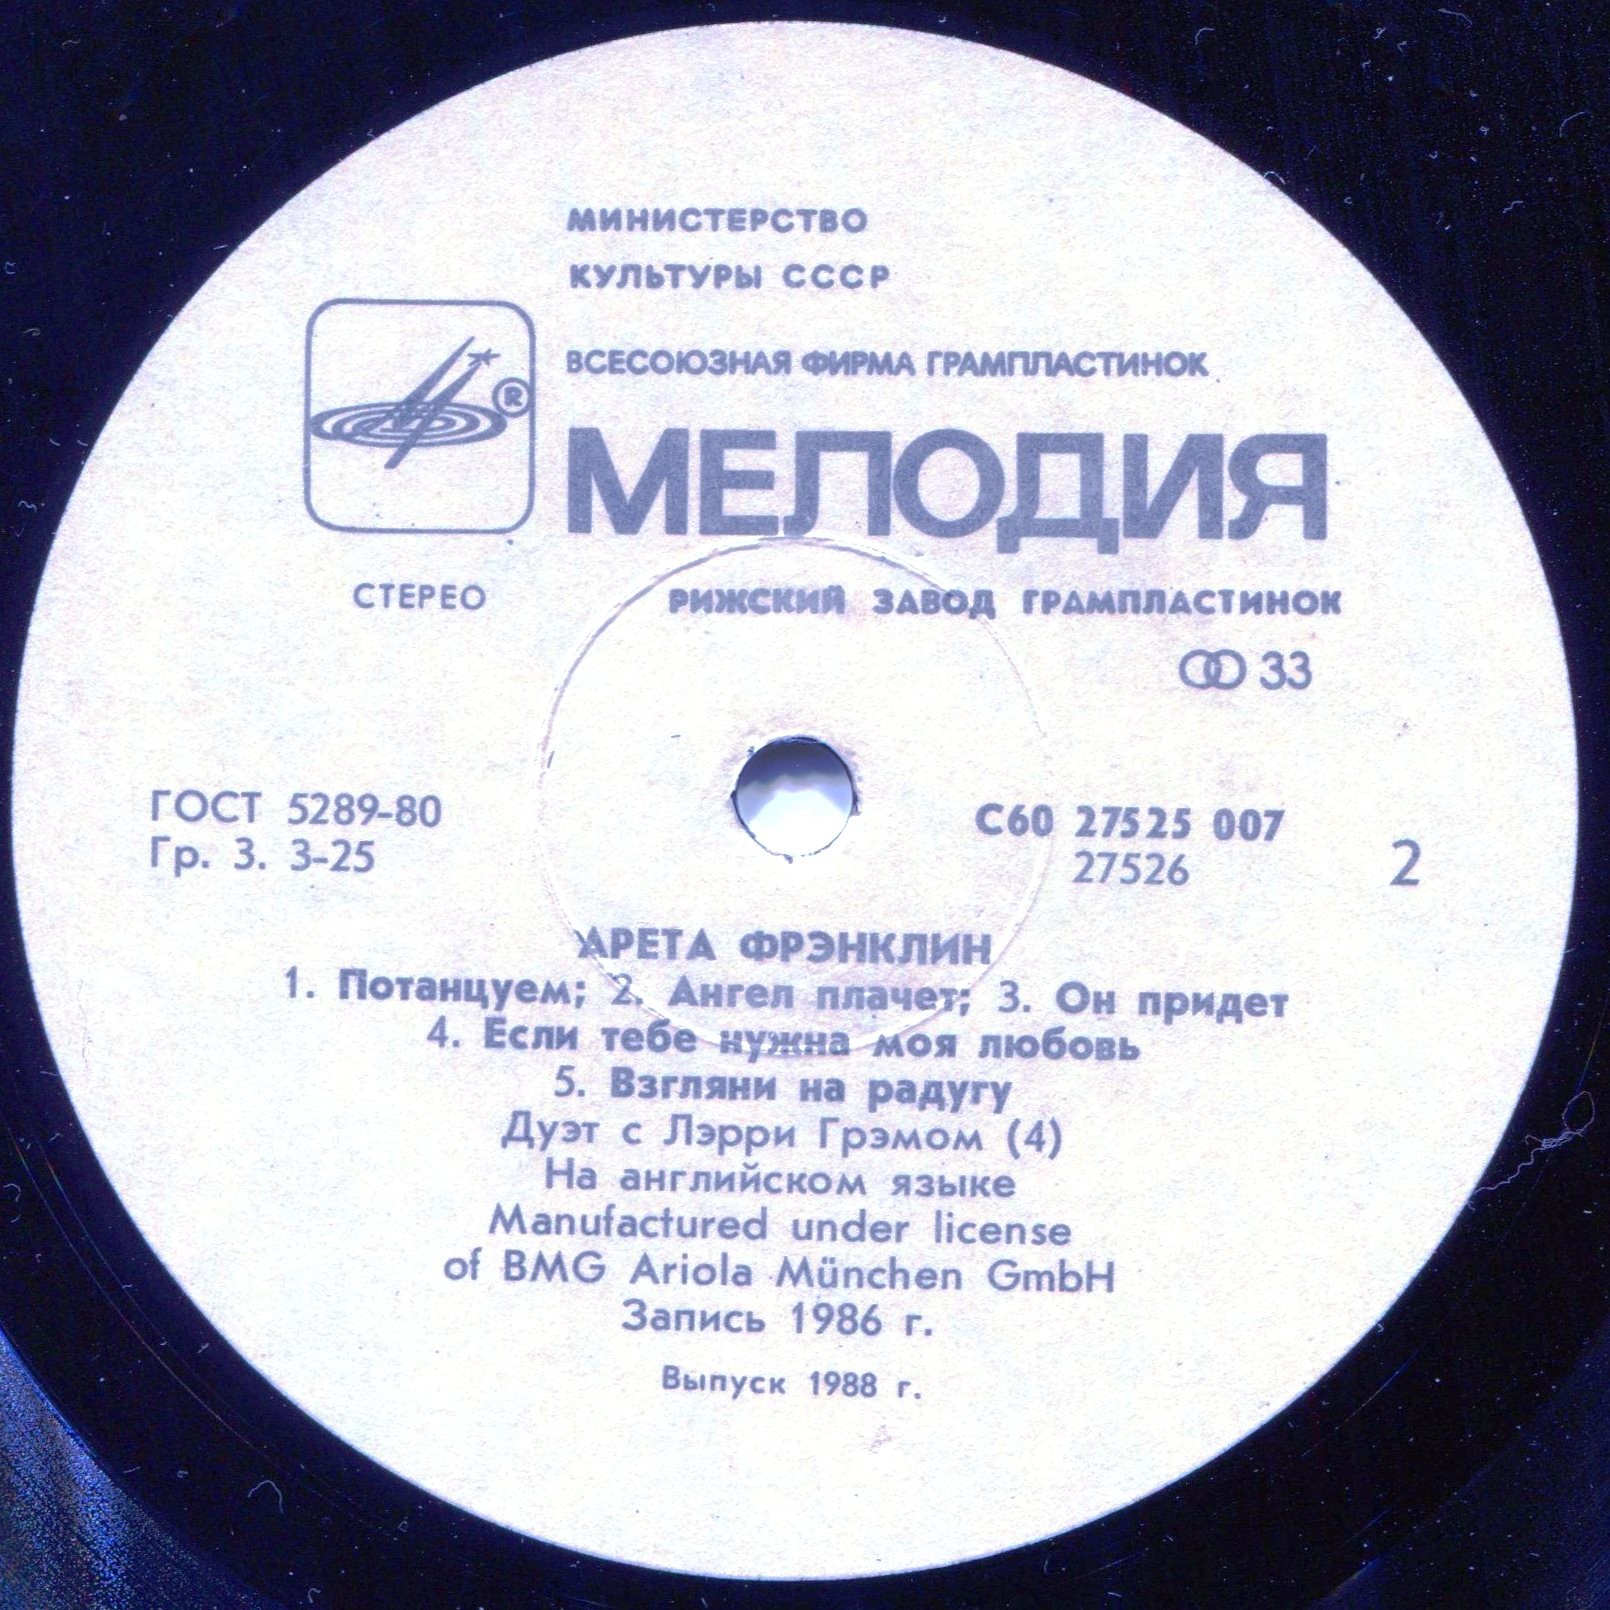 МИНИСТЕРСТВО
КУЛЬТУРЫ СССР
ВСЕСОЮЗНАЯ ФИРМА ГРАМПЛАСТИНОК
®
МЕЛОДИЯ
СТЕРЕО
РИЖСКИЙ ЗАВОД ГРАМПЛАСТИНОК
33
ГОСТ 5289-80
Гр. 3. 3-25
С60 27525 007
27526
2
АРЕТА ФРЭНКЛИН
1. Потанцуем; 2. Ангел плачет; 3. Он придет
4. Если тебе нужна моя любовь
5. Взгляни на радугу
Дуэт с Лэрри Грэмом (4)
На английском языке
Manufactured under license
of BMG Ariola München GmbH
Запись 1986 г.
Выпуск 1988 г.